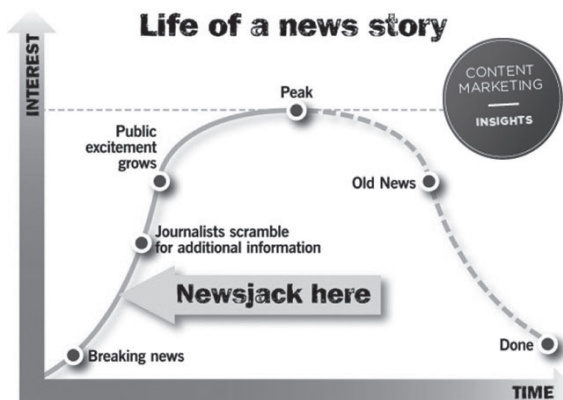 Life of a news story
INTEREST
CONTENT
MARKETING
INSIGHTS
Peak
Public
excitement
grows
Old News
Journalists scramble
for additional information
Newsjack here
Breaking news
Done
TIME